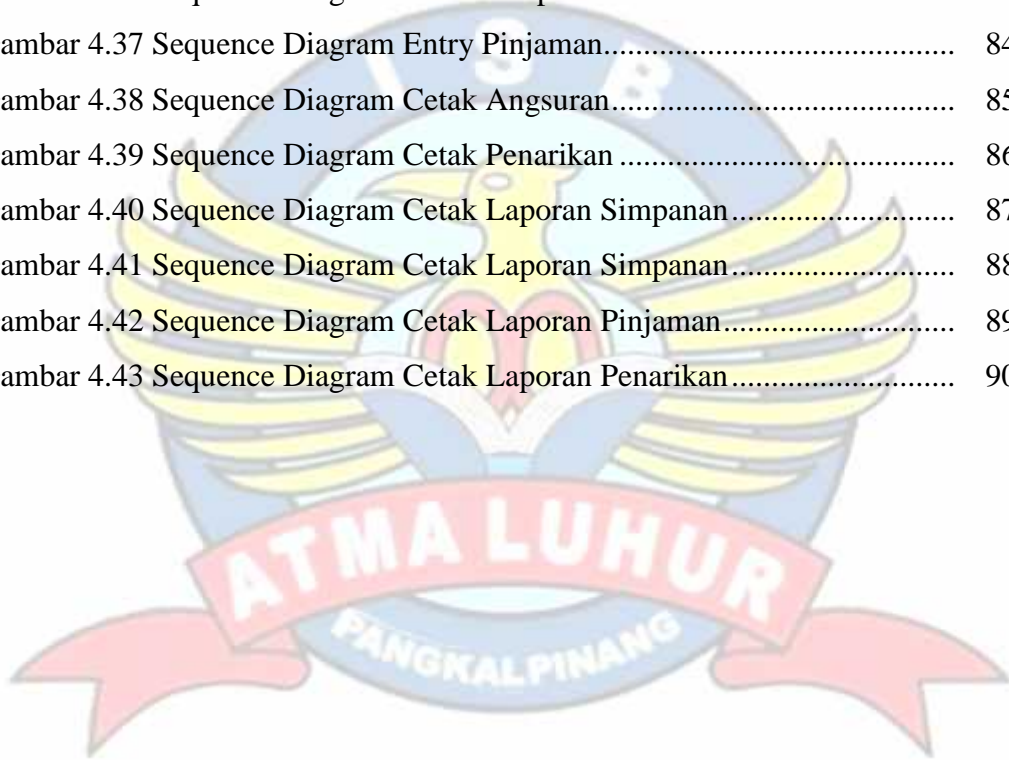 ambar 4.37 Sequence Diagram Entry Pinjaman........................................... 84
ambar 4.38 Sequence Diagram Cetak Angsuran.......................................... 85
ambar 4.39 Sequence Diagram Cetak Penarikan ......................................... 86
ambar 4.40 Sequence Diagram Cetak Laporan Simpanan........................... 87
ambar 4.41 Sequence Diagram Cetak Laporan Simpanan........................... 88
ambar 4.42 Sequence Diagram Cetak Laporan Pinjaman............................ 89
ambar 4.43 Sequence Diagram Cetak Laporan Penarikan........................... 90
I S B
ATMA LUHUR
PANGKALPINANG